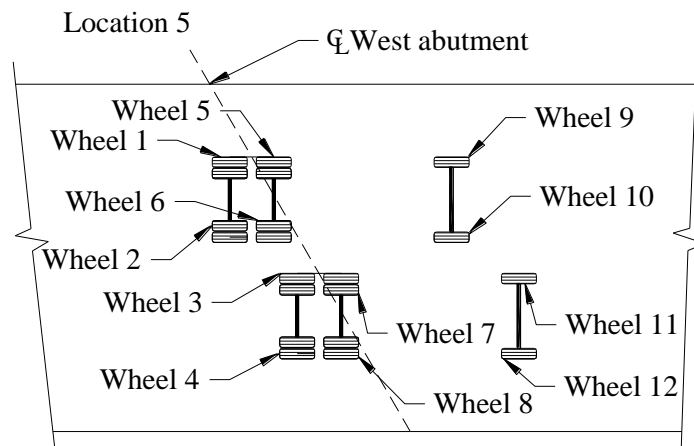 Location 5
℄ West abutment
Wheel 5
Wheel 9
Wheel 1
Wheel 6
Wheel 10
Wheel 2
Wheel 3
Wheel 7
Wheel 11
Wheel 4
Wheel 8
Wheel 12